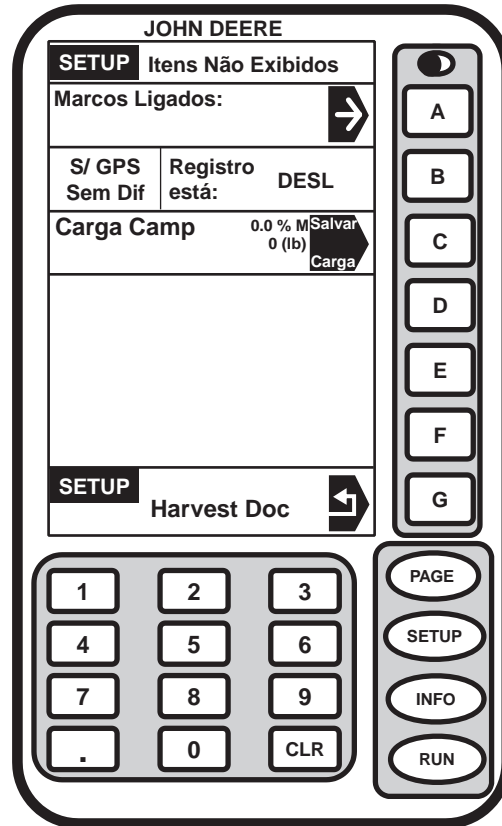 JOHN DEERE
SETUP Itens Não Exibidos
Marcos Ligados:
S/ GPS
Sem Dif
Registro
está:
DESL
Carga Camp
0.0 % M
0 (lb)
Salvar
Carga
SETUP
Harvest Doc
A
B
C
D
E
F
G
PAGE
SETUP
INFO
RUN
1 2 3
4 5 6
7 8 9
. 0 CLR